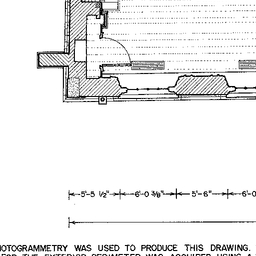 5'-5 1/2" 6'-0 3/8" 5'-6" 6'-0
HOTOGRAMMETRY WAS USED TO PRODUCE THIS DRAWING.
FOR THE EXTERIOR PERIMETER WAS ACQUIRED USING A